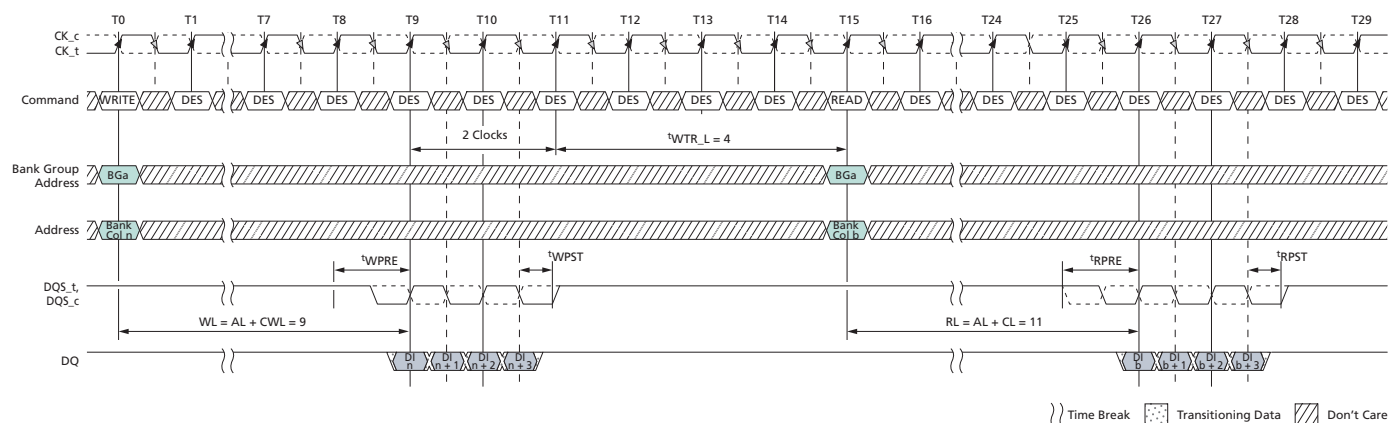 T0 T1 T7 T8 T9 T10 T11 T12 T13 T14 T15 T16 T24 T25 T26 T27 T28 T29
CK_c
CK_t
Command WRITE DES DES DES DES DES DES DES DES DES READ DES DES DES DES DES DES DES
2 Clocks tWTR_L = 4
Bank Group
Address BGa BGa
Address Bank
Col n Bank
Col b
tWPRE tWPST tRPRE tRPST
DQS_t,
DQS_c
WL = AL + CWL = 9 RL = AL + CL = 11
DQ DI
n DI
n + 1 DI
n + 2 DI
n + 3 DI
b DI
b + 1 DI
b + 2 DI
b + 3
Time Break Transitioning Data Don't Care